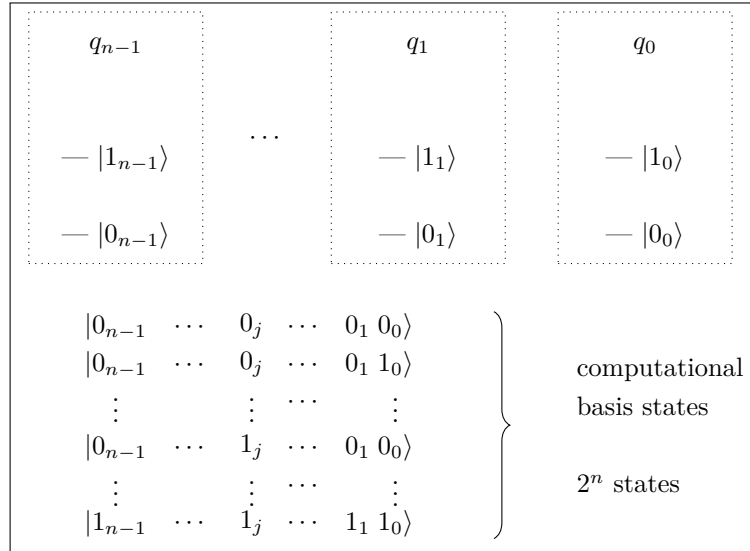 q_{n−1} q_1 q_0
⋯
— |1_{n−1}⟩ — |1_1⟩ — |1_0⟩
— |0_{n−1}⟩ — |0_1⟩ — |0_0⟩
|0_{n−1} ⋯ 0_j ⋯ 0_1 0_0⟩
|0_{n−1} ⋯ 0_j ⋯ 0_1 1_0⟩
computational
⋮ ⋮ ⋯ ⋮
basis states
|0_{n−1} ⋯ 1_j ⋯ 0_1 0_0⟩
⋮ ⋮ ⋯ ⋮
2^n states
|1_{n−1} ⋯ 1_j ⋯ 1_1 1_0⟩